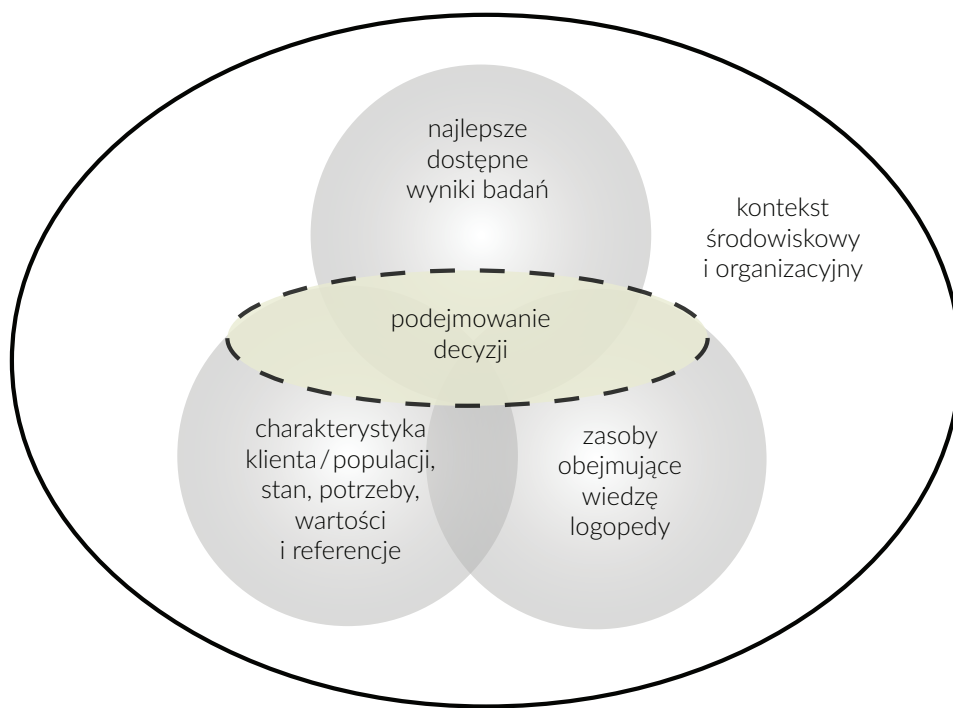 najlepsze
dostępne
wyniki badań
kontekst
środowiskowy
i organizacyjny
podejmowanie
decyzji
charakterystyka
klienta / populacji,
stan, potrzeby,
wartości
i referencje
zasoby
obejmujące
wiedzę
logopedy